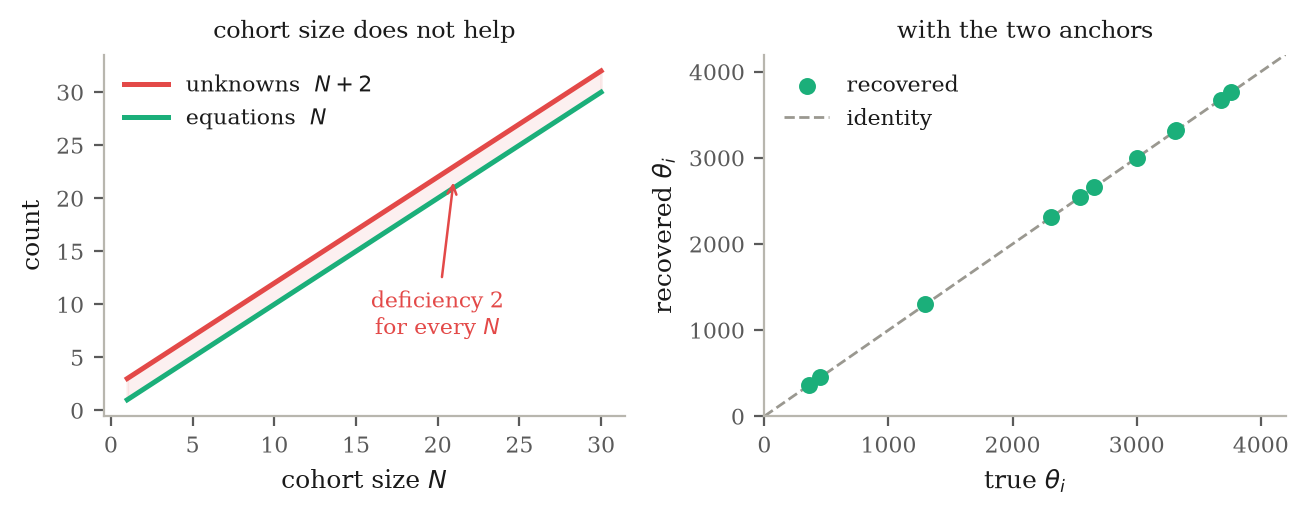 cohort size does not help
unknowns N + 2
equations N
deficiency 2
for every N
count
0
5
10
15
20
25
30
0
5
10
15
20
25
30
cohort size N
with the two anchors
recovered
identity
recovered θi
0
1000
2000
3000
4000
0
1000
2000
3000
4000
true θi